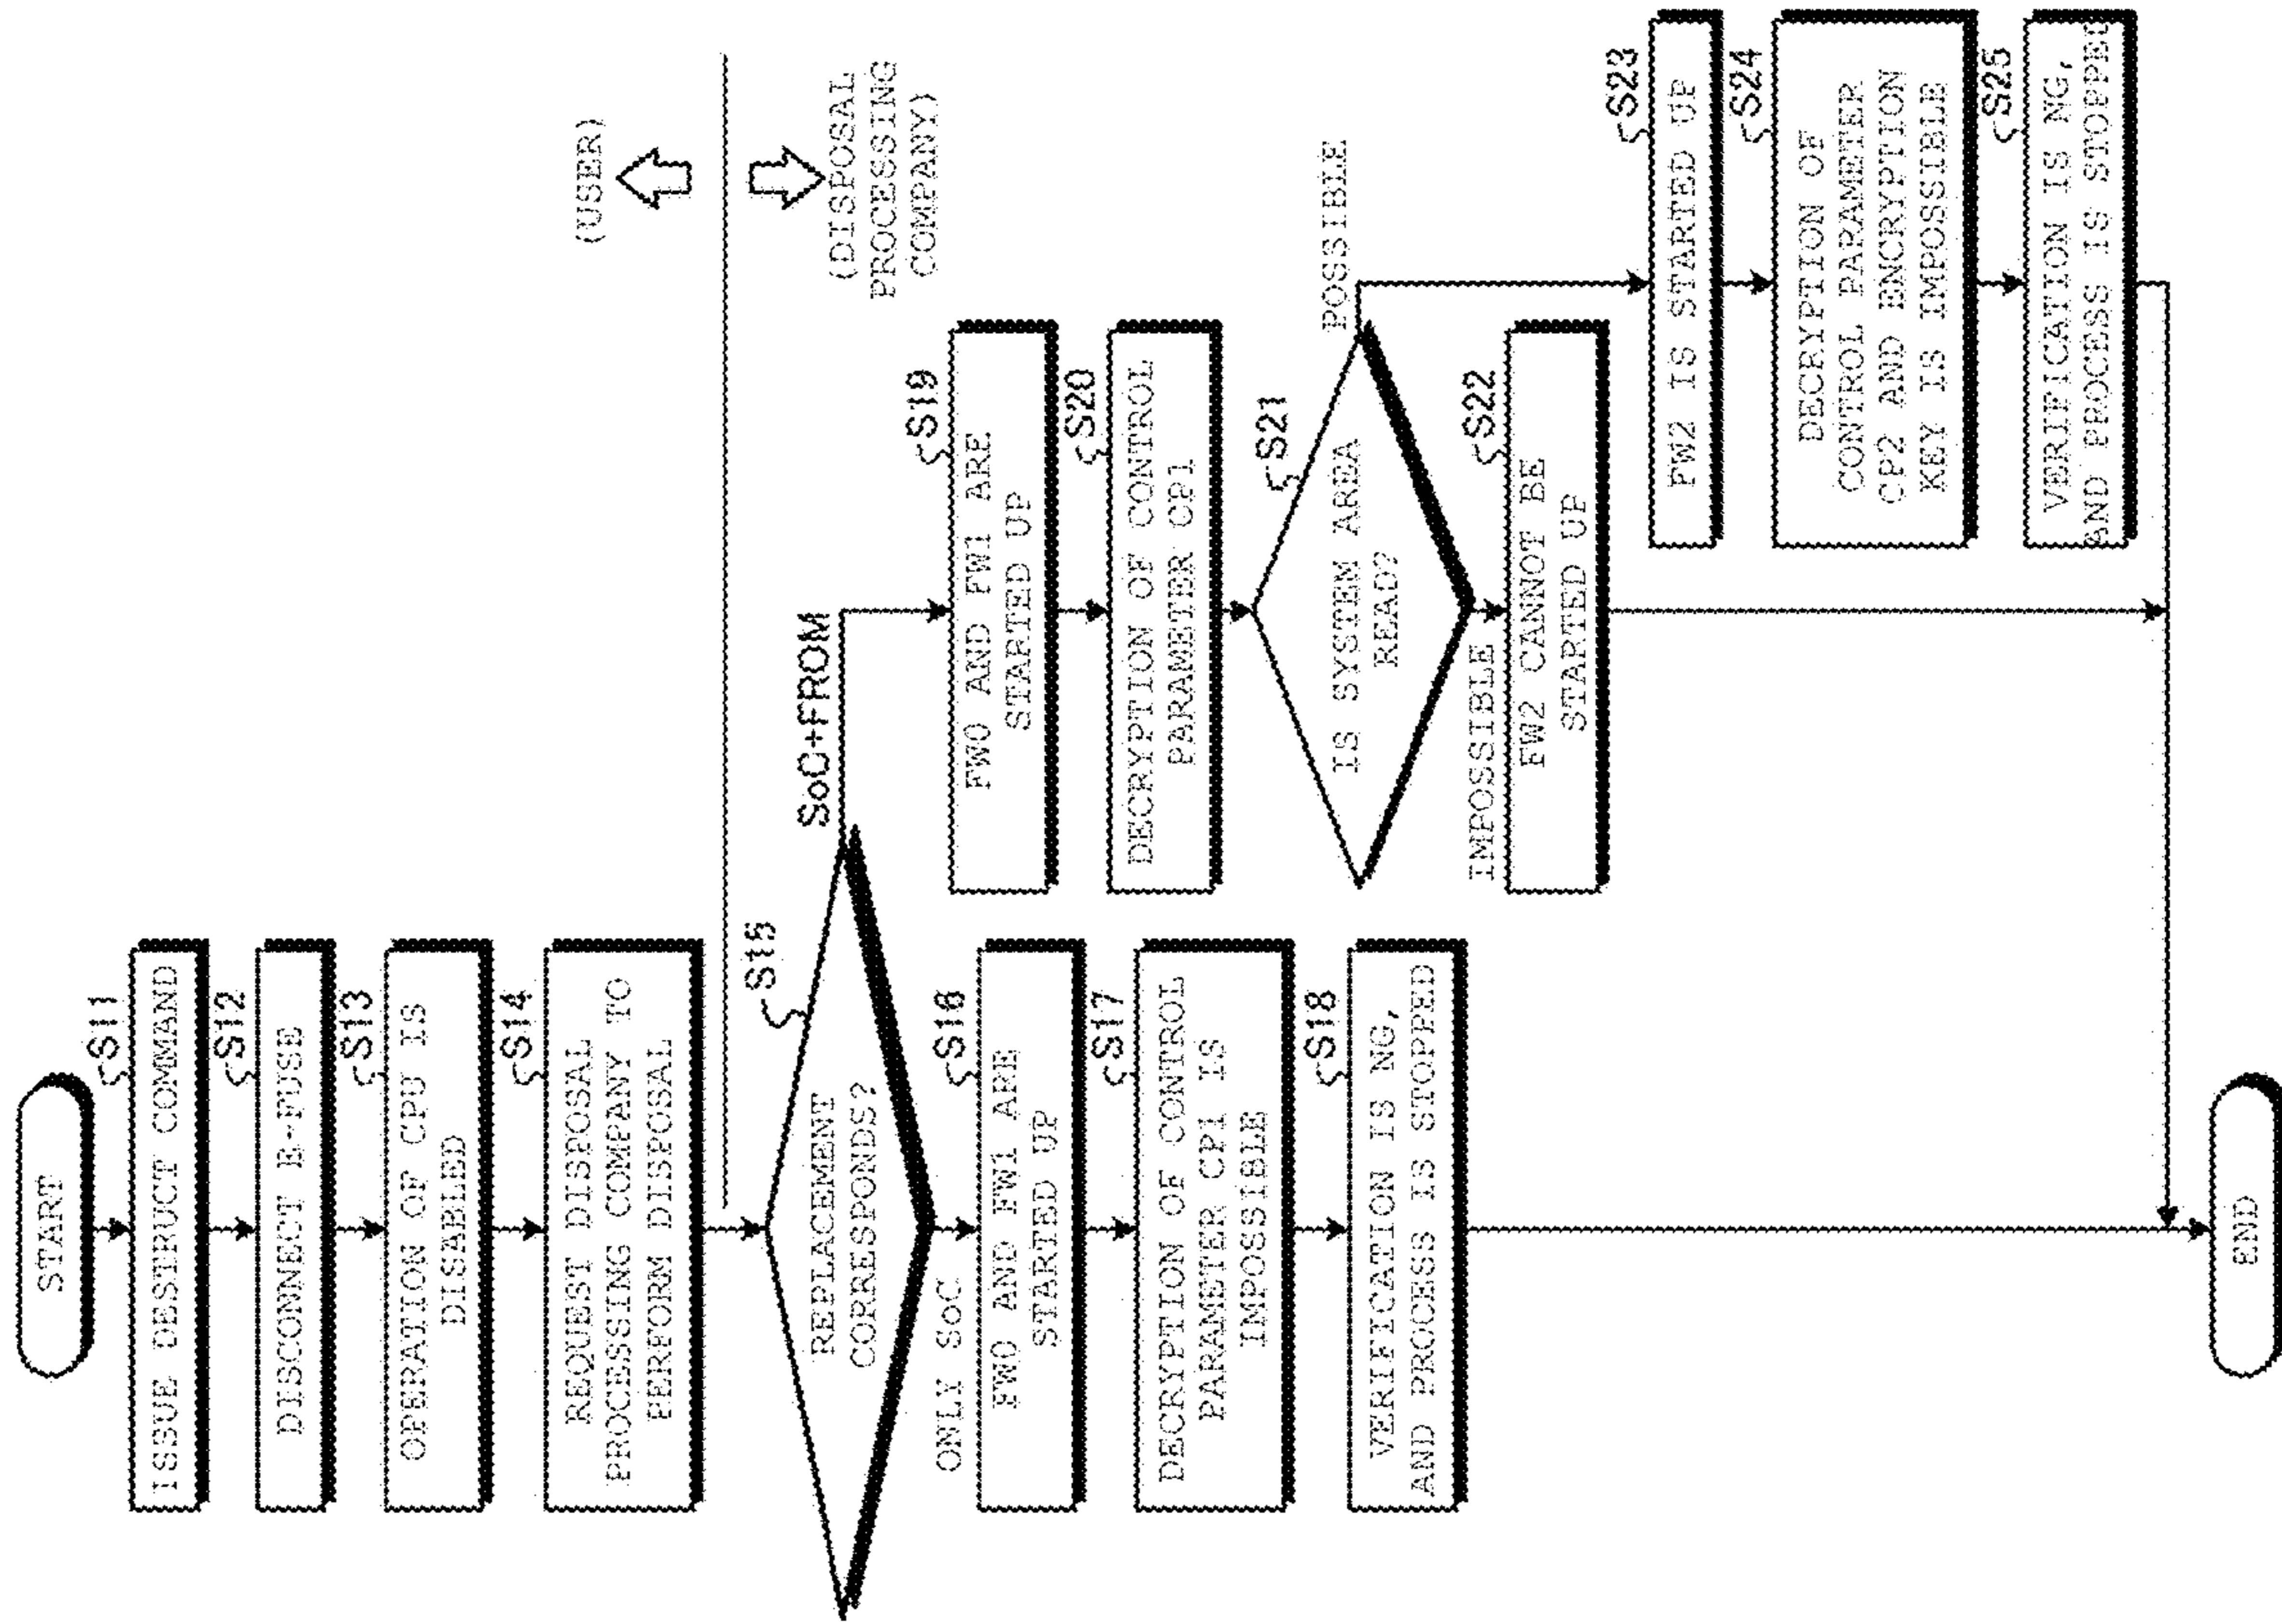 START
S11
ISSUE DESTRUCT COMMAND
S12
DISCONNECT E-FUSE
S13
OPERATION OF CPU IS
DISABLED
S14
REQUEST DISPOSAL
PROCESSING COMPANY TO
PERFORM DISPOSAL
(USER)
(DISPOSAL
PROCESSING
COMPANY)
S15
REPLACEMENT
CORRESPONDS?
ONLY SoC
SoC+FROM
S16
FW0 AND FW1 ARE
STARTED UP
S17
DECRYPTION OF CONTROL
PARAMETER CP1 IS
IMPOSSIBLE
S18
VERIFICATION IS NG,
AND PROCESS IS STOPPED
S19
FW0 AND FW1 ARE
STARTED UP
S20
DECRYPTION OF CONTROL
PARAMETER CP1
S21
IS SYSTEM AREA
READ?
POSSIBLE
IMPOSSIBLE
S22
FW2 CANNOT BE
STARTED UP
S23
FW2 IS STARTED UP
S24
DECRYPTION OF
CONTROL PARAMETER
CP2 AND ENCRYPTION
KEY IS IMPOSSIBLE
S25
VERIFICATION IS NG,
AND PROCESS IS STOPPED
END